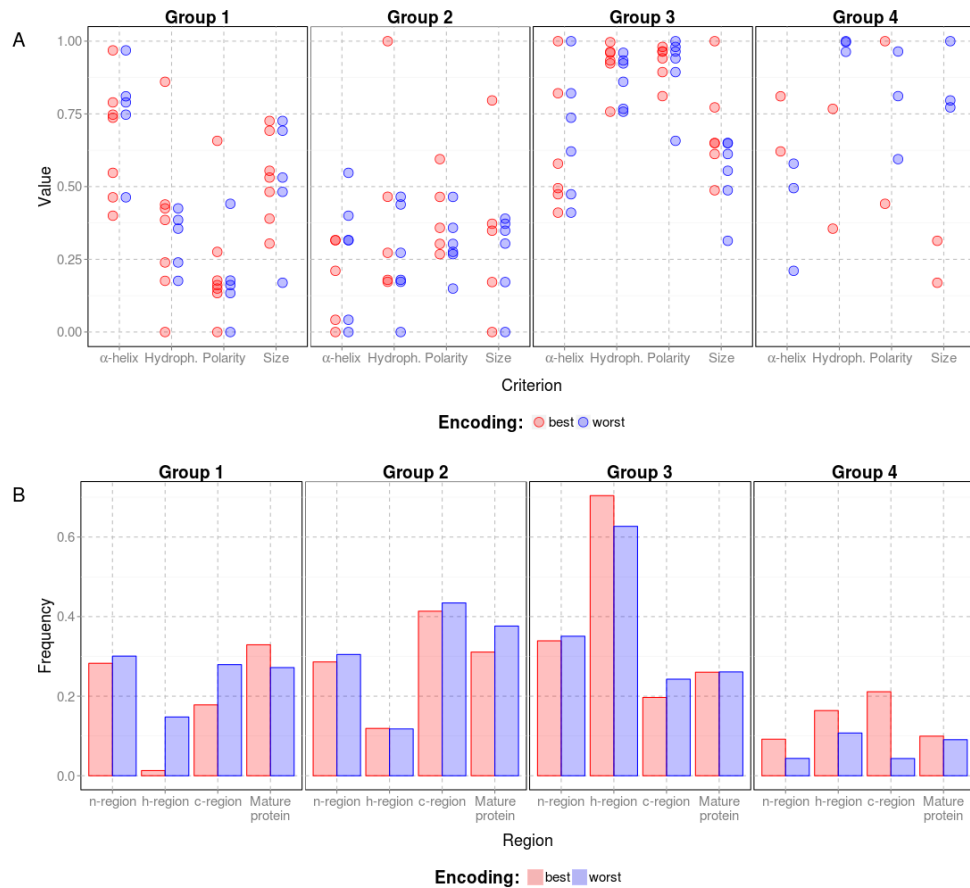 A
Group 1 Group 2 Group 3 Group 4
1.00
0.75
0.50
0.25
0.00
Value
α-helix Hydroph. Polarity Size α-helix Hydroph. Polarity Size α-helix Hydroph. Polarity Size α-helix Hydroph. Polarity Size
Criterion
Encoding: best worst
B
Group 1 Group 2 Group 3 Group 4
0.6
0.4
0.2
0.0
Frequency
n-region h-region c-region Mature protein n-region h-region c-region Mature protein n-region h-region c-region Mature protein n-region h-region c-region Mature protein
Region
Encoding: best worst